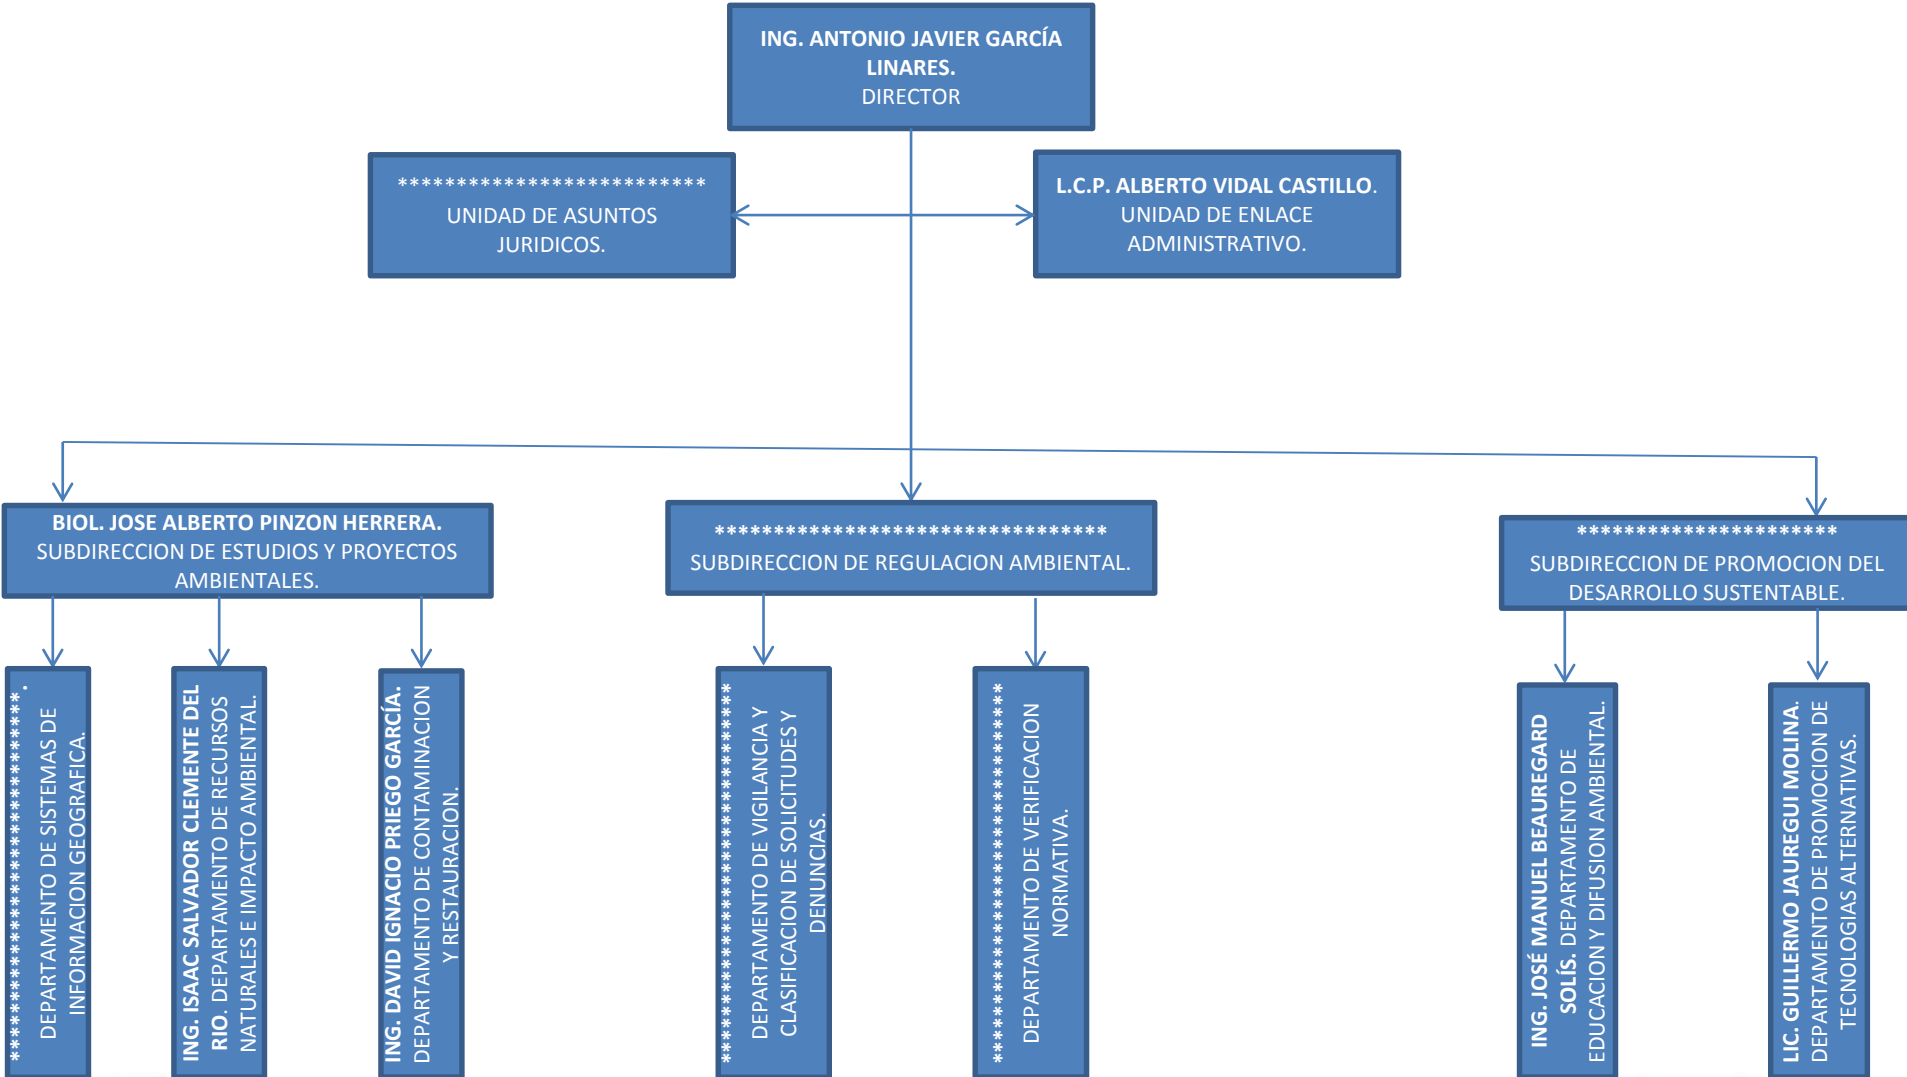 ING. ANTONIO JAVIER GARCÍA
LINARES.
DIRECTOR
**************************
UNIDAD DE ASUNTOS
JURIDICOS.
L.C.P. ALBERTO VIDAL CASTILLO.
UNIDAD DE ENLACE
ADMINISTRATIVO.
BIOL. JOSE ALBERTO PINZON HERRERA.
SUBDIRECCION DE ESTUDIOS Y PROYECTOS
AMBIENTALES.
*********************************
SUBDIRECCION DE REGULACION AMBIENTAL.
**********************
SUBDIRECCION DE PROMOCION DEL
DESARROLLO SUSTENTABLE.
********************************.
DEPARTAMENTO DE SISTEMAS DE
INFORMACION GEOGRAFICA.
ING. ISAAC SALVADOR CLEMENTE DEL
RIO. DEPARTAMENTO DE RECURSOS
NATURALES E IMPACTO AMBIENTAL.
ING. DAVID IGNACIO PRIEGO GARCÍA.
DEPARTAMENTO DE CONTAMINACION
Y RESTAURACION.
********************************
DEPARTAMENTO DE VIGILANCIA Y
CLASIFICACION DE SOLICITUDES Y
DENUNCIAS.
********************************
DEPARTAMENTO DE VERIFICACION
NORMATIVA.
ING. JOSÉ MANUEL BEAUREGARD
SOLÍS. DEPARTAMENTO DE
EDUCACION Y DIFUSION AMBIENTAL.
LIC. GUILLERMO JAUREGUI MOLINA.
DEPARTAMENTO DE PROMOCION DE
TECNOLOGIAS ALTERNATIVAS.